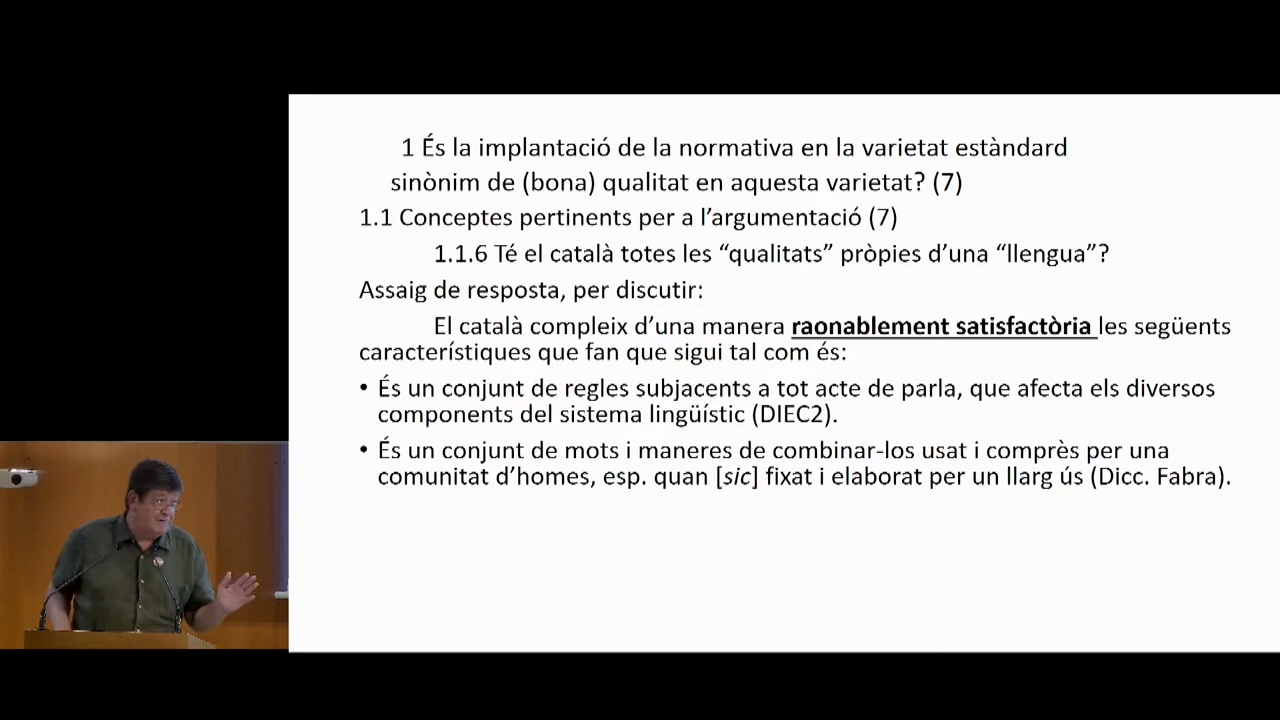 1 És la implantació de la normativa en la varietat estàndard
sinònim de (bona) qualitat en aquesta varietat? (7)
1.1 Conceptes pertinents per a l’argumentació (7)
1.1.6 Té el català totes les “qualitats” pròpies d’una “llengua”?
Assaig de resposta, per discutir:
El català compleix d’una manera raonablement satisfactòria les següents
característiques que fan que sigui tal com és:
• És un conjunt de regles subjacents a tot acte de parla, que afecta els diversos
components del sistema lingüístic (DIEC2).
• És un conjunt de mots i maneres de combinar-los usat i comprès per una
comunitat d’homes, esp. quan [sic] fixat i elaborat per un llarg ús (Dicc. Fabra).